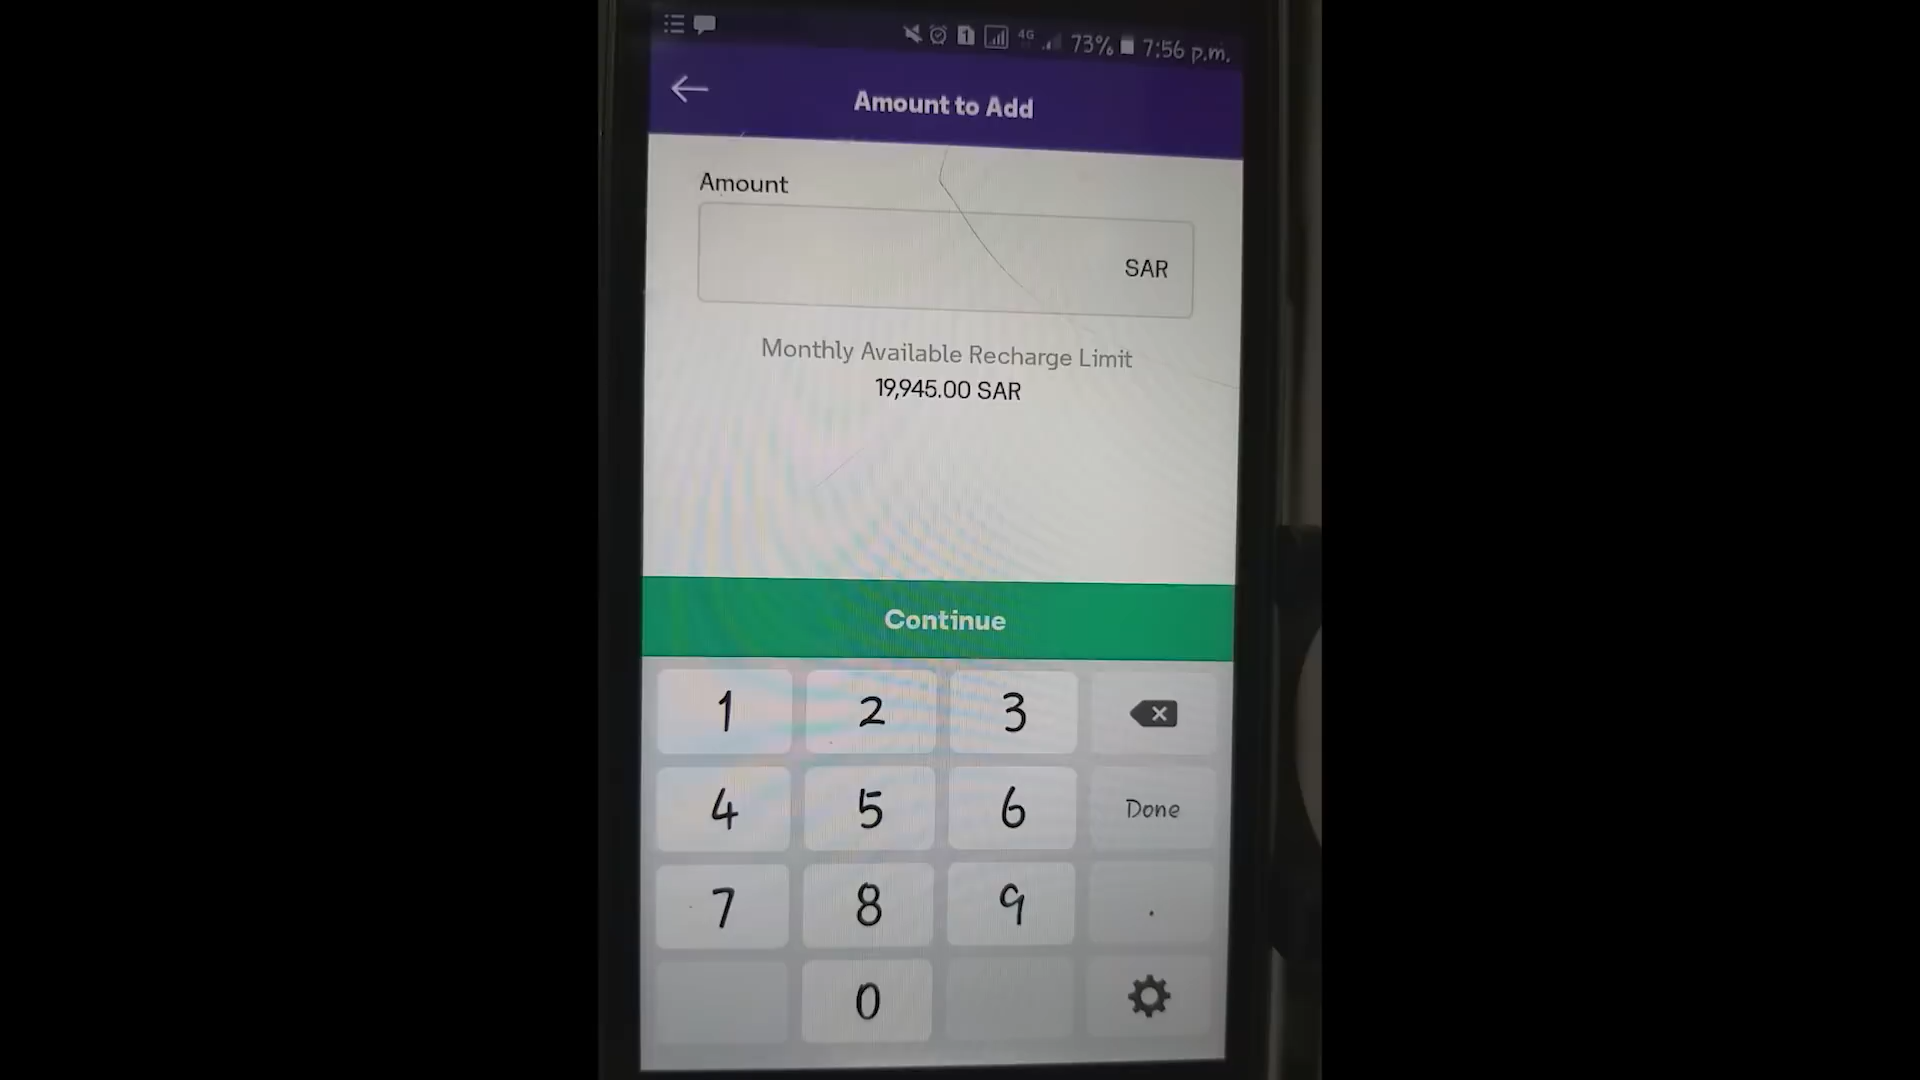 4G 73% 7:56 p.m.
Amount to Add
Amount
SAR
Monthly Available Recharge Limit
19,945.00 SAR
Continue
1 2 3
4 5 6 Done
7 8 9 .
0